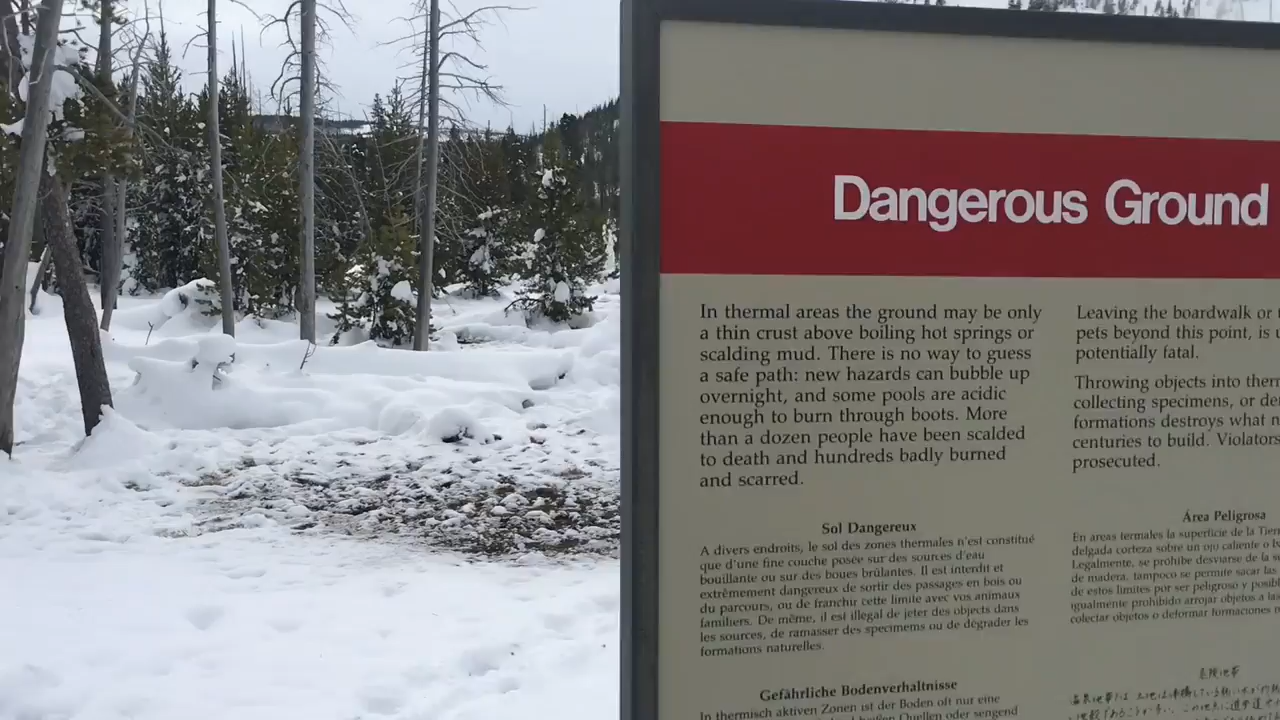 Dangerous Ground
In thermal areas the ground may be only
a thin crust above boiling hot springs or
scalding mud. There is no way to guess
a safe path: new hazards can bubble up
overnight, and some pools are acidic
enough to burn through boots. More
than a dozen people have been scalded
to death and hundreds badly burned
and scarred.
Leaving the boardwalk or
pets beyond this point, is
potentially fatal.
Throwing objects into
collecting specimens, or
formations destroys what
centuries to build. Violators
prosecuted.
Sol Dangereux
A divers endroits, le sol des zones thermales n'est constitué
que d'une fine couche posée sur des sources d'eau
bouillante ou sur des boues brûlantes. Il est interdit et
extrêmement dangereux de sortir des passages en bois ou
du parcours, ou de franchir cette limite avec vos animaux
familiers. De même, il est illegal de jeter des objects dans
les sources, de ramasser des specimems ou de dégrader les
formations naturelles.
Área Peligrosa
En areas termales la superficie de la
delgada corteza sobre un ojo caliente o
Legalmente, se prohibe desviarse de la
de madera, tampoco se permite sacar las
de estos limites por ser peligroso y
igualmente prohibido arrojar objetos a
colectar objetos o deformar formaciones
Gefährliche Bodenverhaltnisse
In thermisch aktiven Zonen ist der Boden oft nur eine
Quellen oder
危険地帯